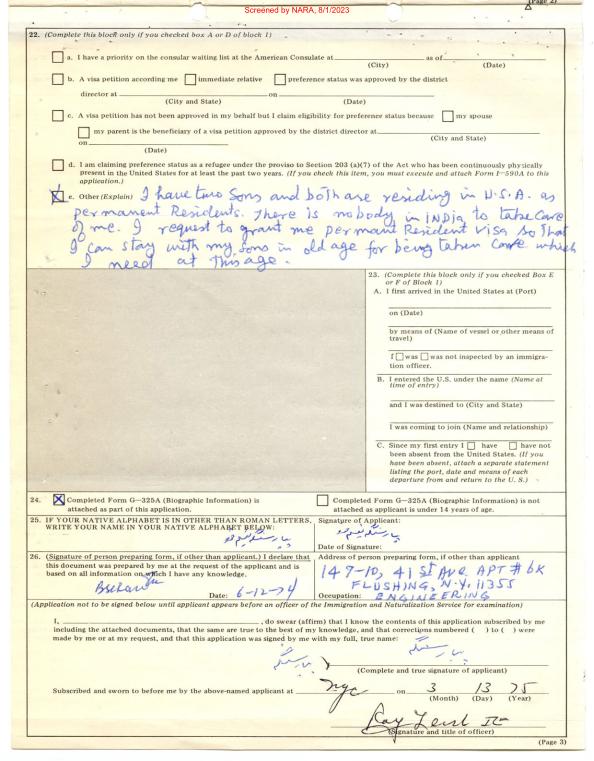 (Page 2)
Screened by NARA, 8/1/2023
22. (Complete this block only if you checked box A or D of block 1)
a. I have a priority on the consular waiting list at the American Consulate at as of
(City) (Date)
b. A visa petition according me immediate relative preference status was approved by the district
director at on
(City and State) (Date)
c. A visa petition has not been approved in my behalf but I claim eligibility for preference status because my spouse
my parent is the beneficiary of a visa petition approved by the district director at
(City and State)
on
(Date)
d. I am claiming preference status as a refugee under the proviso to Section 203 (a)(7) of the Act who has been continuously physically
present in the United States for at least the past two years. (If you check this item, you must execute and attach Form I-590A to this
application.)
e. Other (Explain) I have two sons and both are residing in U.S.A. as
permanent Residents. There is nobody in INDIA to take care
of me. I request to grant me permant Resident Visa so that
I can stay with my sons in old age for being taken care which
I need at this age.
23. (Complete this block only if you checked Box E
or F of Block 1)
A. I first arrived in the United States at (Port)
on (Date)
by means of (Name of vessel or other means of
travel)
I was was not inspected by an immigra-
tion officer.
B. I entered the U.S. under the name (Name at
time of entry)
and I was destined to (City and State)
I was coming to join (Name and relationship)
C. Since my first entry I have have not
been absent from the United States. (If you
have been absent, attach a separate statement
listing the port, date and means of each
departure from and return to the U.S.)
24. X Completed Form G-325A (Biographic Information) is
attached as part of this application.
Completed Form G-325A (Biographic Information) is not
attached as applicant is under 14 years of age.
25. IF YOUR NATIVE ALPHABET IS IN OTHER THAN ROMAN LETTERS,
WRITE YOUR NAME IN YOUR NATIVE ALPHABET BELOW:
Signature of Applicant:
Date of Signature:
26. (Signature of person preparing form, if other than applicant.) I declare that
this document was prepared by me at the request of the applicant and is
based on all information on which I have any knowledge.
Date: 6-12-74
Address of person preparing form, if other than applicant
149-10, 41 St Ave APT # 6K
FLUSHING, N.Y. 11355
Occupation: ENGINEERING
(Application not to be signed below until applicant appears before an officer of the Immigration and Naturalization Service for examination)
I, , do swear (affirm) that I know the contents of this application subscribed by me
including the attached documents, that the same are true to the best of my knowledge, and that corrections numbered ( ) to ( ) were
made by me or at my request, and that this application was signed by me with my full, true name:
(Complete and true signature of applicant)
Subscribed and sworn to before me by the above-named applicant at nyc on 3 13 75
(Month) (Day) (Year)
(Signature and title of officer)
(Page 3)